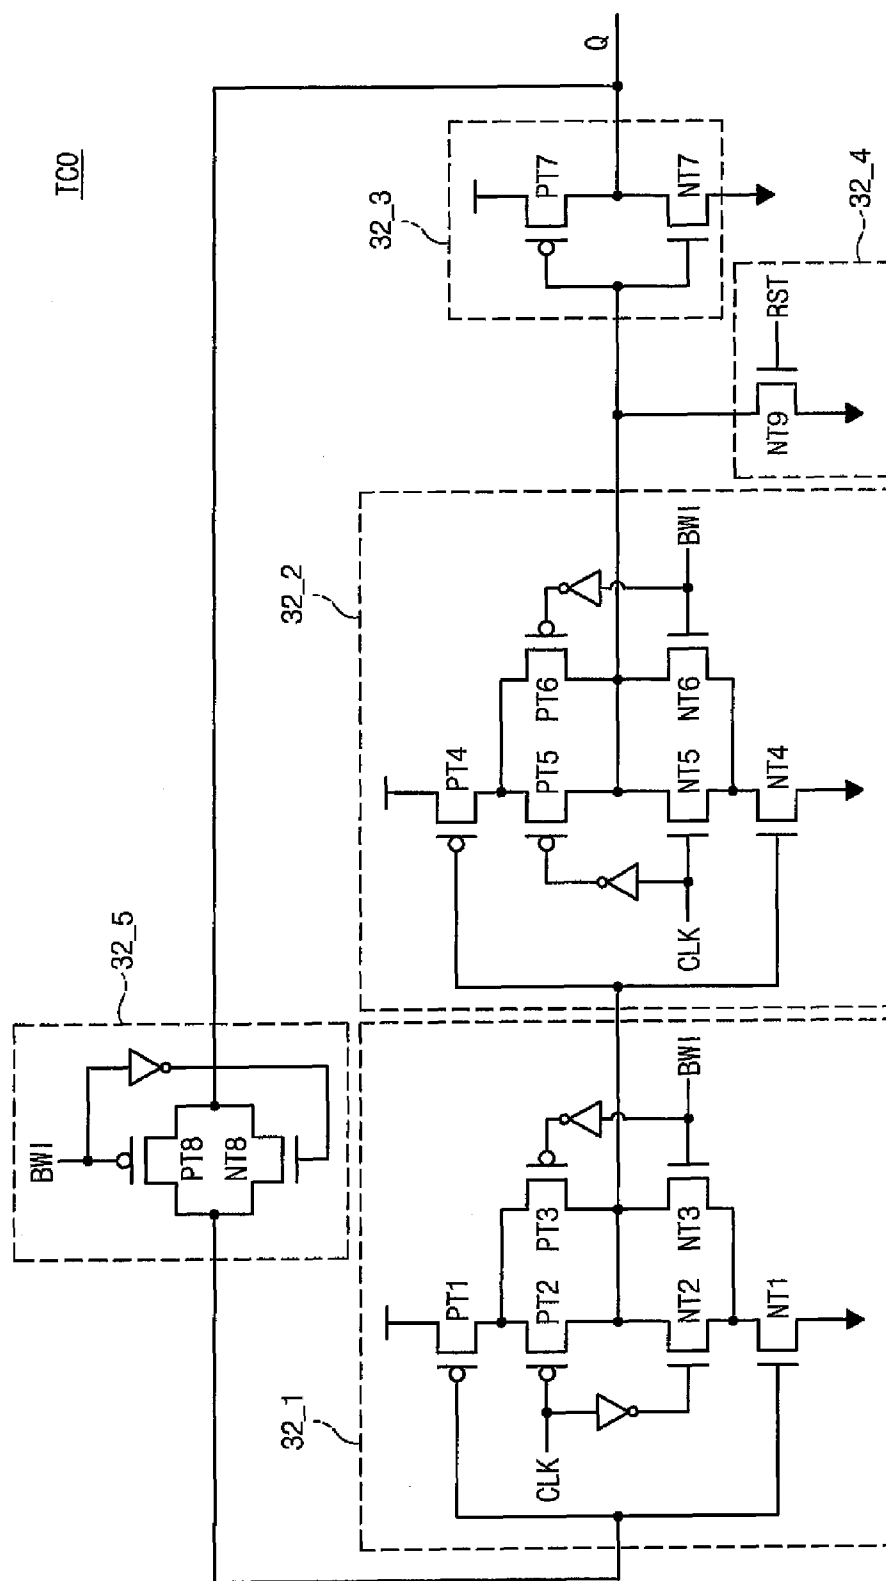 TCO
Q
32_3
PT7
NT7
32_4
RST
NT9
32_2
PT4
PT5
PT6
NT5
NT6
NT4
CLK
BWI
32_5
BWI
PT8
NT8
32_1
PT1
PT2
PT3
NT2
NT3
NT1
CLK
BWI